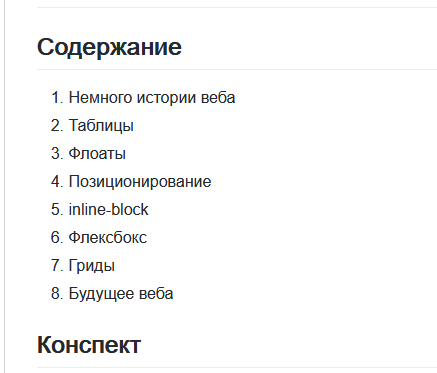 Содержание
1. Немного истории веба
2. Таблицы
3. Флоаты
4. Позиционирование
5. inline-block
6. Флексбокс
7. Гриды
8. Будущее веба
Конспект